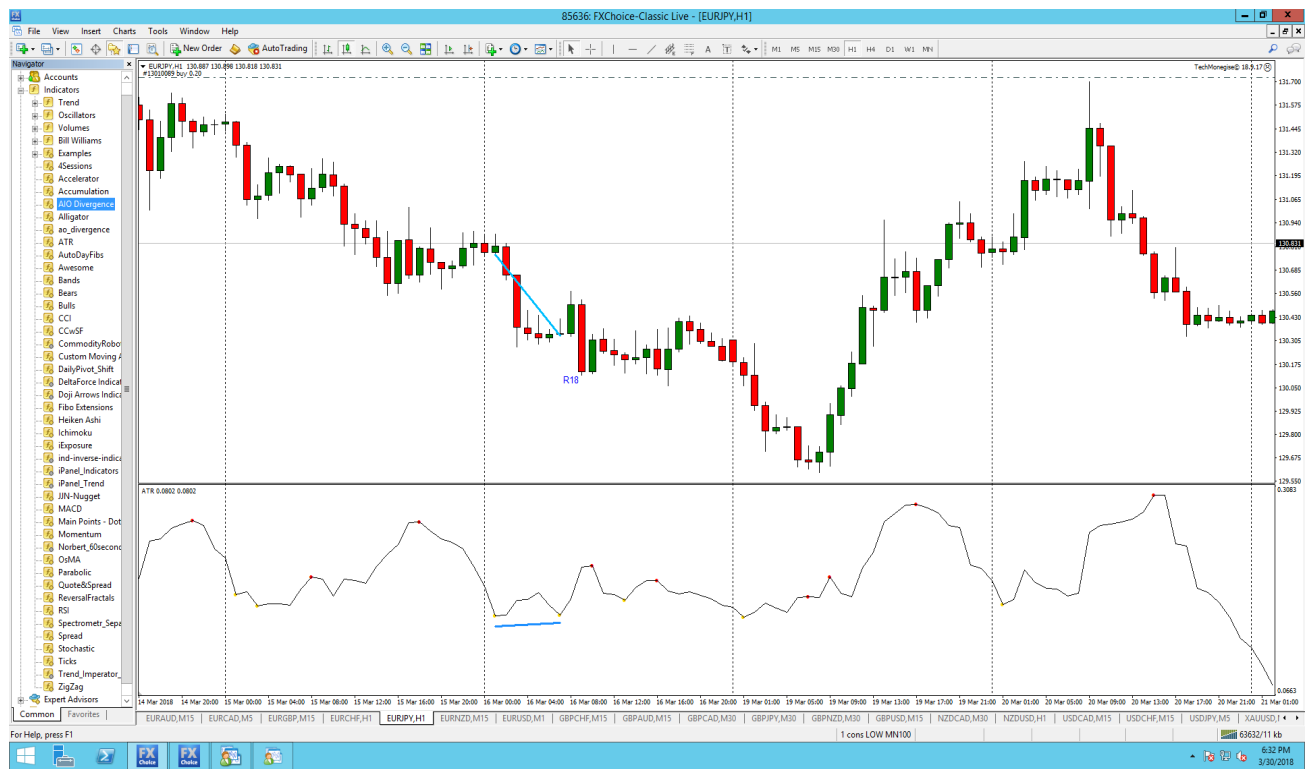 85636: FXChoice-Classic Live - [EURJPY,H1]
File View Insert Charts Tools Window Help
New Order AutoTrading A T M1 M5 M15 M30 H1 H4 D1 W1 MN
Navigator
Accounts
Indicators
Trend
Oscillators
Volumes
Bill Williams
Examples
4Sessions
Accelerator
Accumulation
AIO Divergence
Alligator
ao_divergence
ATR
AutoDayFibs
Awesome
Bands
Bears
Bulls
CCI
CCwSF
CommodityRobot
Custom Moving A
DailyPivot_Shift
DeltaForce Indicat
Doji Arrows Indica
Fibo Extensions
Heiken Ashi
Ichimoku
iExposure
ind-inverse-indica
iPanel_Indicators
iPanel_Trend
JJN-Nugget
MACD
Main Points - Dot
Momentum
Norbert_60second
OsMA
Parabolic
Quote&Spread
ReversalFractals
RSI
Spectrometr_Sepa
Spread
Stochastic
Ticks
Trend_Imperator_
ZigZag
Expert Advisors
Common Favorites
EURJPY,H1 130.887 130.898 130.818 130.831
#13010089 buy 0.20
TechMonegise© 18.9.17
R18
131.700
131.575
131.445
131.320
131.195
131.065
130.940
130.831
130.685
130.560
130.430
130.305
130.175
130.050
129.925
129.800
129.675
129.550
ATR 0.0802 0.0802
0.3083
0.0663
14 Mar 2018 14 Mar 20:00 15 Mar 00:00 15 Mar 04:00 15 Mar 08:00 15 Mar 12:00 15 Mar 16:00 15 Mar 20:00 16 Mar 00:00 16 Mar 04:00 16 Mar 08:00 16 Mar 12:00 16 Mar 16:00 16 Mar 20:00 19 Mar 01:00 19 Mar 05:00 19 Mar 09:00 19 Mar 13:00 19 Mar 17:00 19 Mar 21:00 20 Mar 01:00 20 Mar 05:00 20 Mar 09:00 20 Mar 13:00 20 Mar 17:00 20 Mar 21:00 21 Mar 01:00
EURAUD,M15 EURCAD,M5 EURGBP,M15 EURCHF,H1 EURJPY,H1 EURNZD,M15 EURUSD,M1 GBPCHF,M15 GBPAUD,M15 GBPCAD,M30 GBPJPY,M30 GBPNZD,M30 GBPUSD,M15 NZDCAD,M30 NZDUSD,H1 USDCAD,M15 USDCHF,M15 USDJPY,M5 XAUUSD,I
For Help, press F1
1 cons LOW MN100
63632/11 kb
FX Choice
FX Choice
6:32 PM
3/30/2018